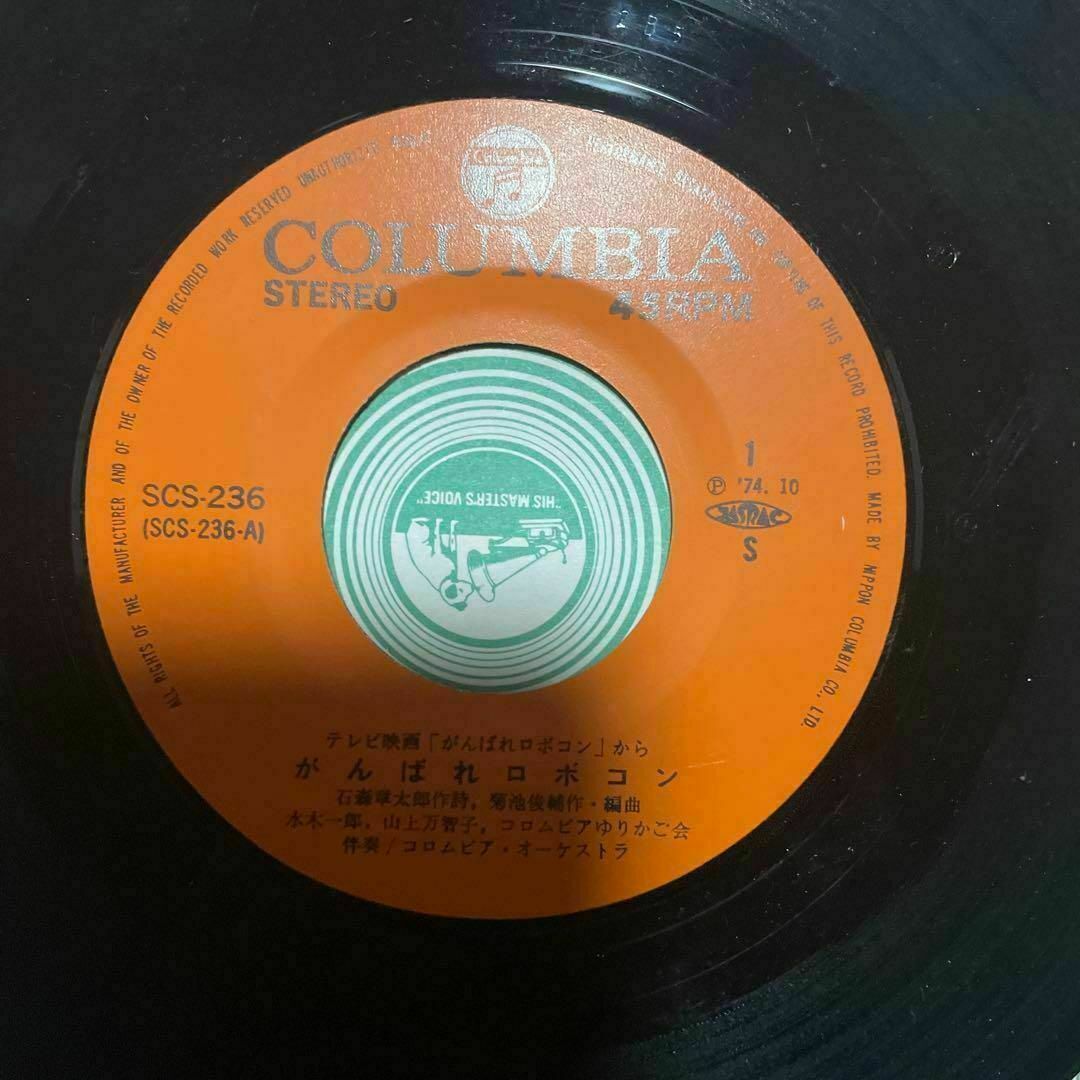 Columbia
COLUMBIA
STEREO 45RPM
ALL RIGHTS OF THE MANUFACTURER AND OF THE OWNER OF THE RECORDED WORK RESERVED UNAUTHORIZED
OF THIS RECORD PROHIBITED. MADE BY NIPPON COLUMBIA CO., LTD.
SCS-236
(SCS-236-A)
"HIS MASTER'S VOICE"
1
Ⓟ '74. 10
JASRAC
S
テレビ映画「がんばれロボコン」から
がんばれロボコン
石森章太郎作詩, 菊池俊輔作・編曲
水木一郎, 山上万智子, コロムビアゆりかご会
伴奏/コロムビア・オーケストラ